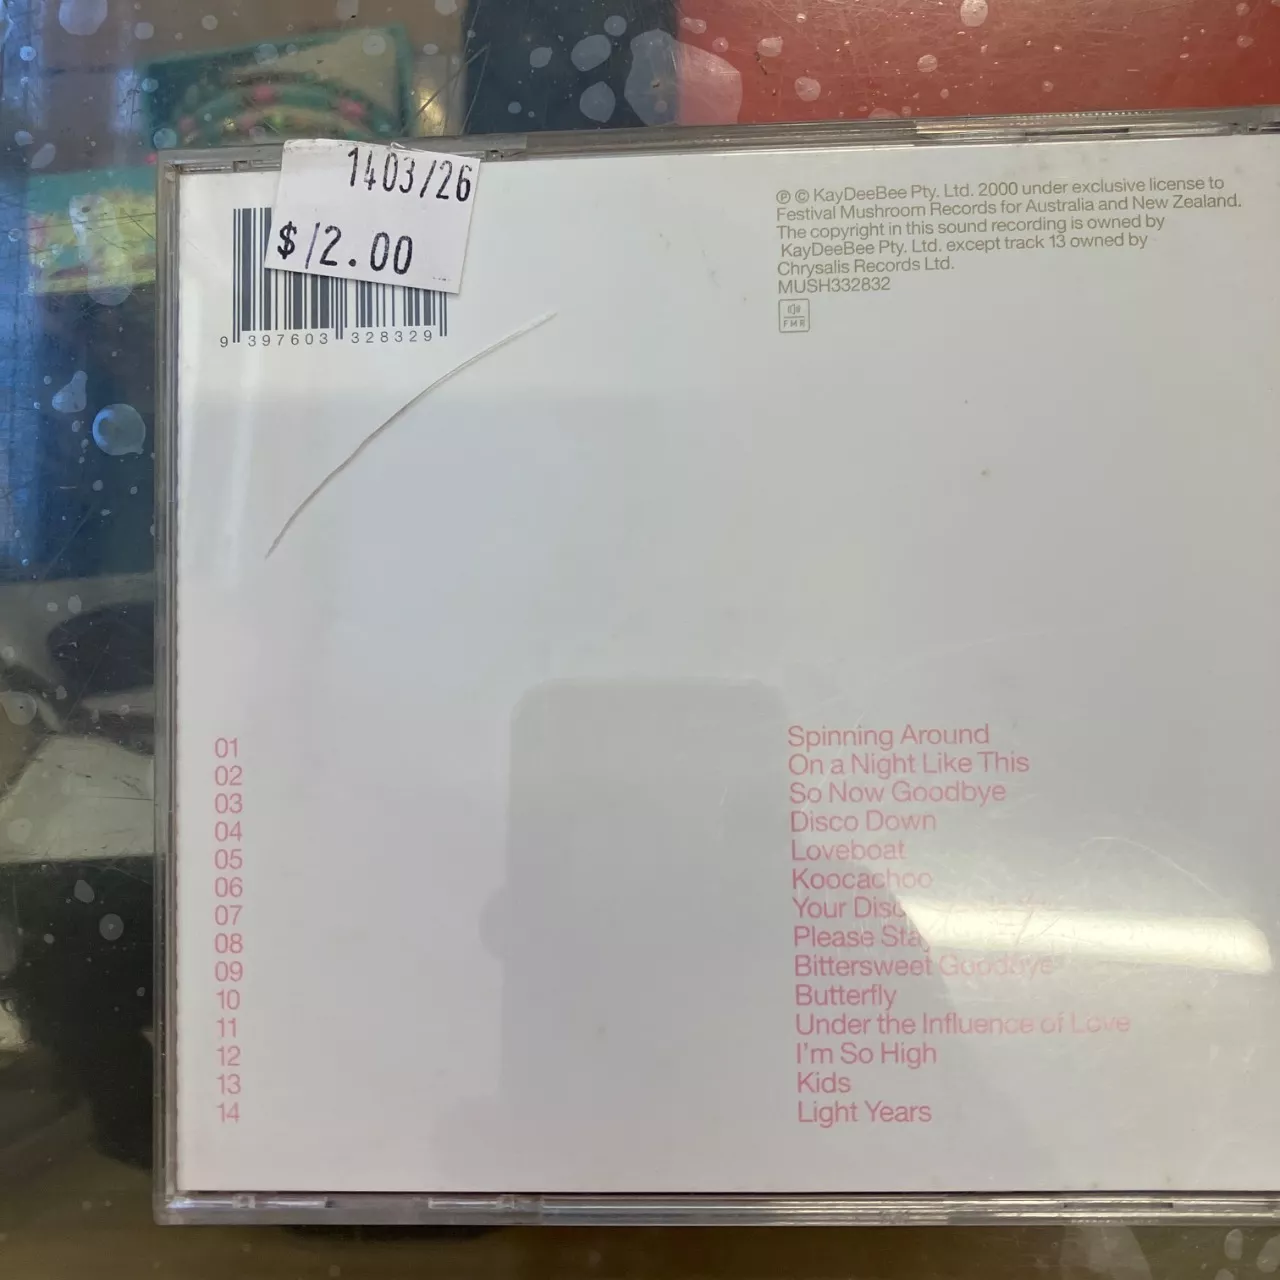 1403/26
$12.00
9 397603 328329
℗ © KayDeeBee Pty. Ltd. 2000 under exclusive license to
Festival Mushroom Records for Australia and New Zealand.
The copyright in this sound recording is owned by
KayDeeBee Pty. Ltd. except track 13 owned by
Chrysalis Records Ltd.
MUSH332832
FMR
01 Spinning Around
02 On a Night Like This
03 So Now Goodbye
04 Disco Down
05 Loveboat
06 Koocachoo
07 Your
08 Please Stay
09 Bittersweet Goodbye
10 Butterfly
11 Under the Influence of Love
12 I'm So High
13 Kids
14 Light Years